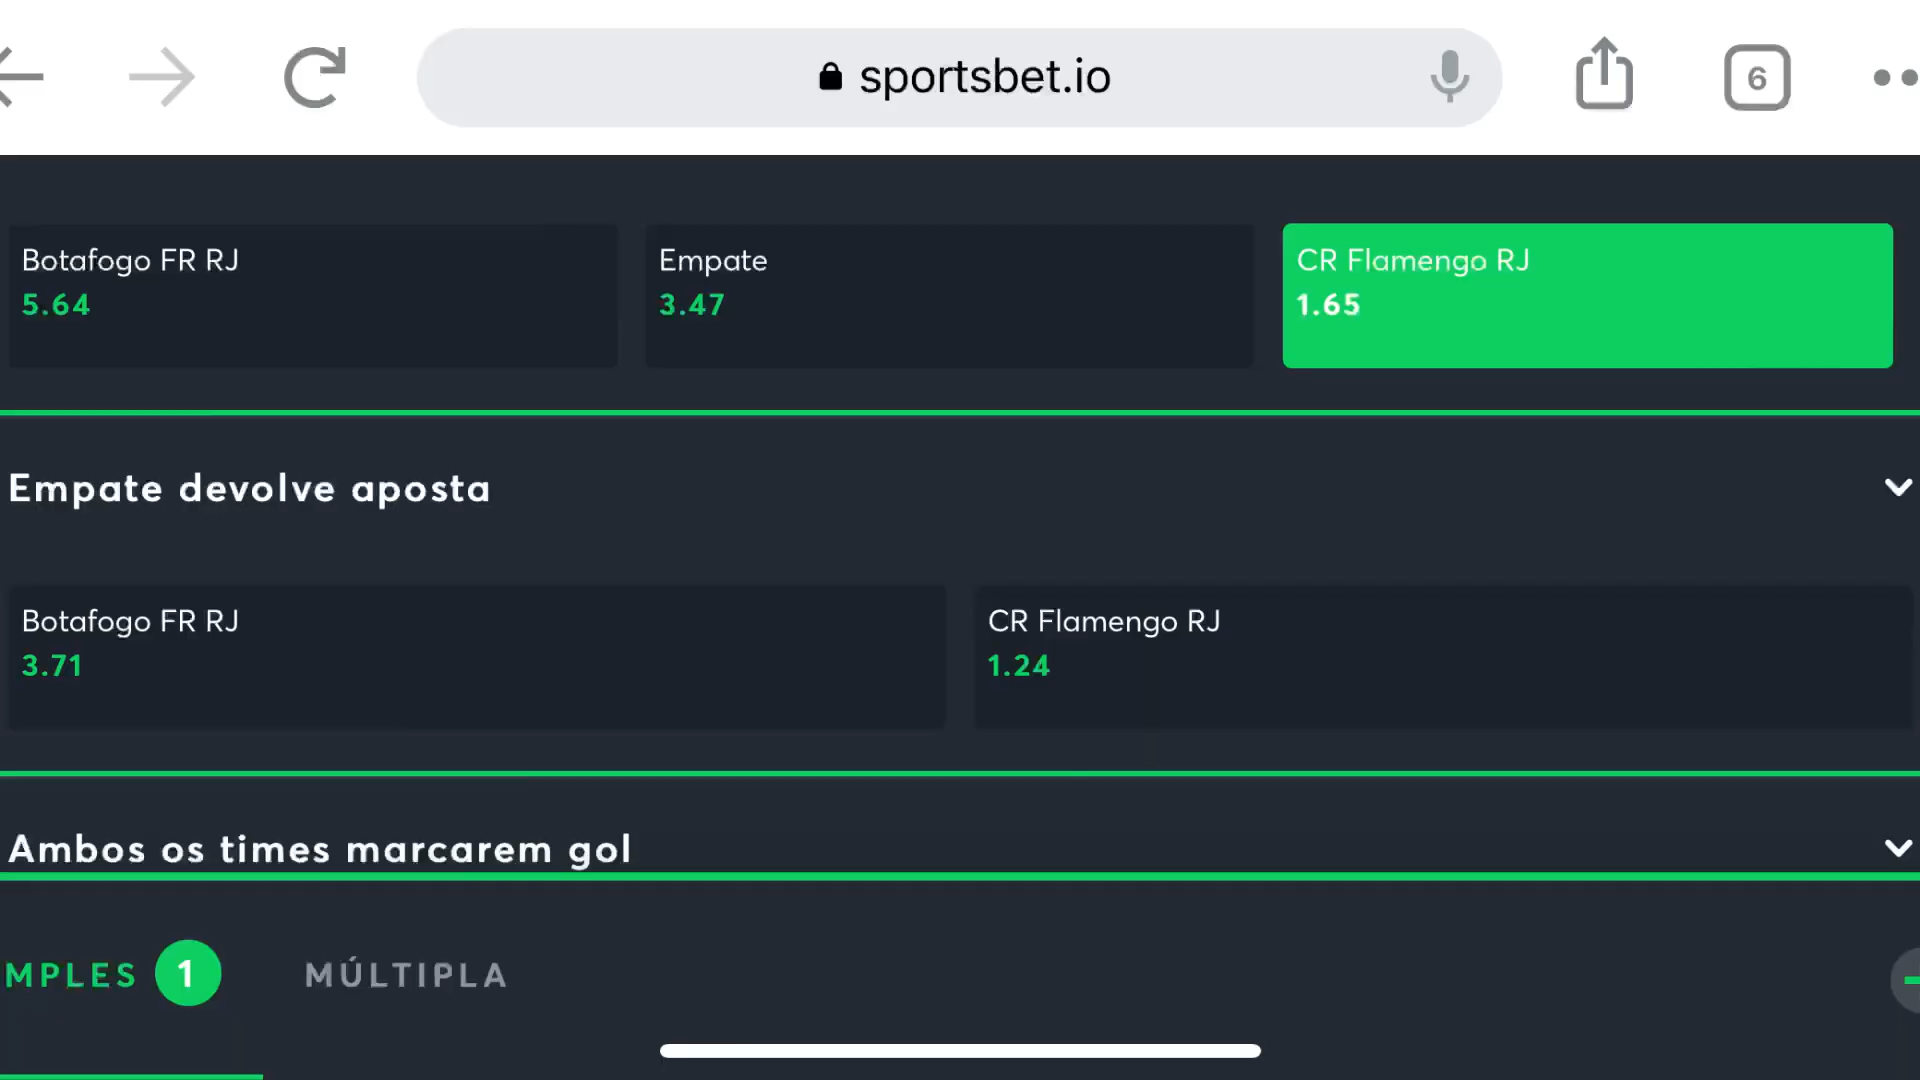 sportsbet.io
6
Botafogo FR RJ
5.64
Empate
3.47
CR Flamengo RJ
1.65
Empate devolve aposta
Botafogo FR RJ
3.71
CR Flamengo RJ
1.24
Ambos os times marcarem gol
MPLES 1
MÚLTIPLA